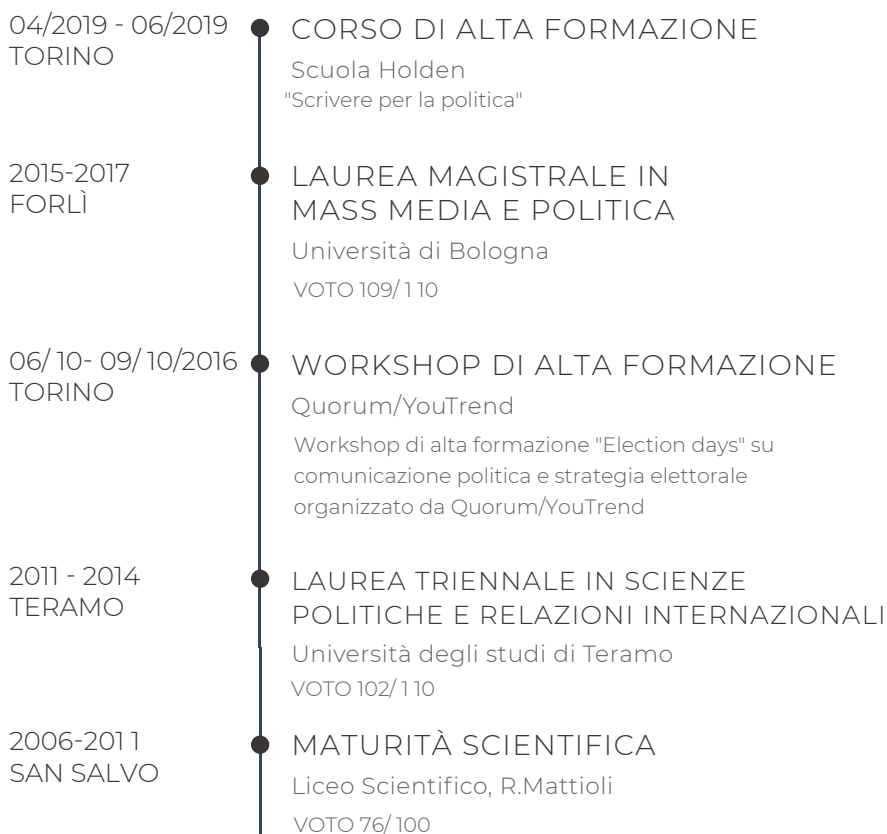 04/2019 - 06/2019
TORINO
CORSO DI ALTA FORMAZIONE
Scuola Holden
"Scrivere per la politica"
2015-2017
FORLÌ
LAUREA MAGISTRALE IN
MASS MEDIA E POLITICA
Università di Bologna
VOTO 109/110
06/10- 09/10/2016
TORINO
WORKSHOP DI ALTA FORMAZIONE
Quorum/YouTrend
Workshop di alta formazione "Election days" su
comunicazione politica e strategia elettorale
organizzato da Quorum/YouTrend
2011 - 2014
TERAMO
LAUREA TRIENNALE IN SCIENZE
POLITICHE E RELAZIONI INTERNAZIONALI
Università degli studi di Teramo
VOTO 102/110
2006-2011
SAN SALVO
MATURITÀ SCIENTIFICA
Liceo Scientifico, R.Mattioli
VOTO 76/100